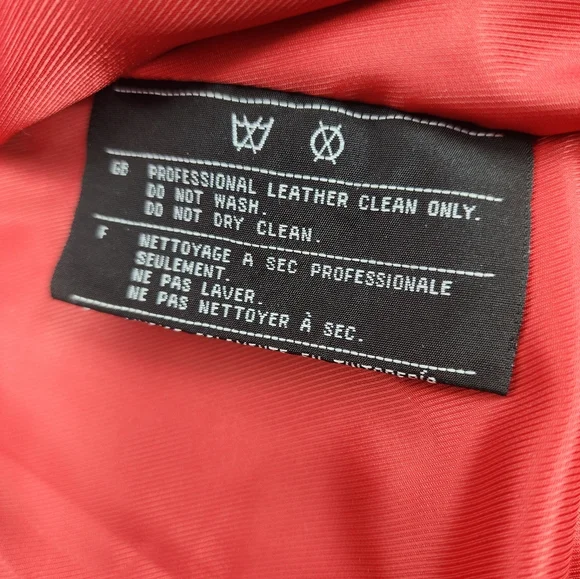 GB PROFESSIONAL LEATHER CLEAN ONLY.
DO NOT WASH.
DO NOT DRY CLEAN.
F NETTOYAGE A SEC PROFESSIONALE
SEULEMENT.
NE PAS LAVER.
NE PAS NETTOYER À SEC.